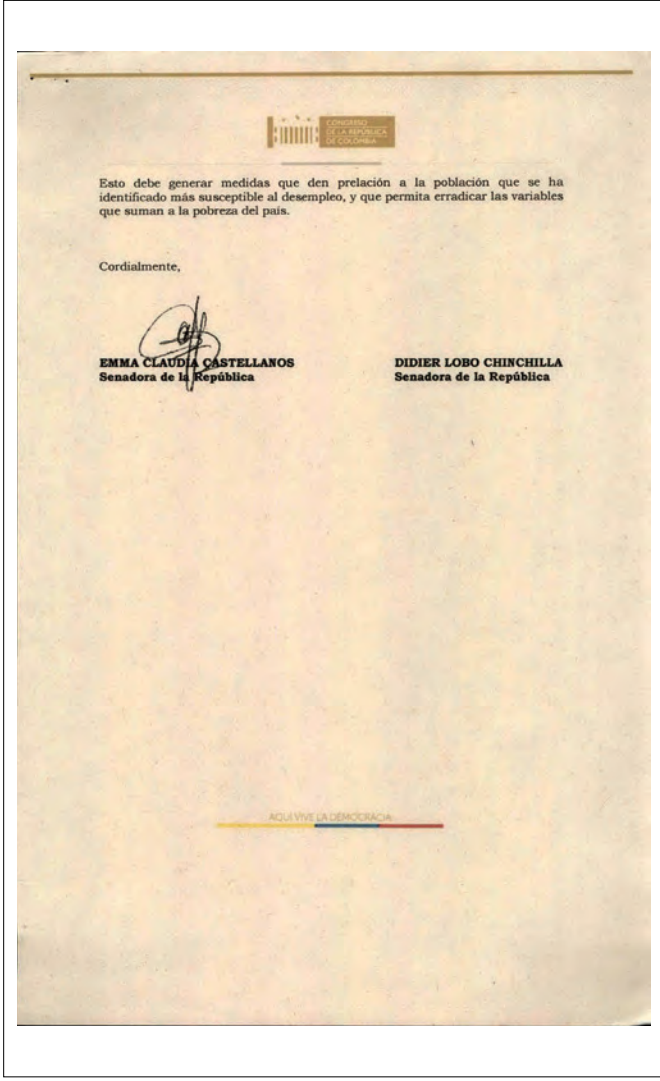 CONGRESO
DE LA REPÚBLICA
DE COLOMBIA
Esto debe generar medidas que den prelación a la población que se ha
identificado más susceptible al desempleo, y que permita erradicar las variables
que suman a la pobreza del país.
Cordialmente,
EMMA CLAUDIA CASTELLANOS
Senadora de la República
DIDIER LOBO CHINCHILLA
Senadora de la República
AQUÍ VIVE LA DEMOCRACIA